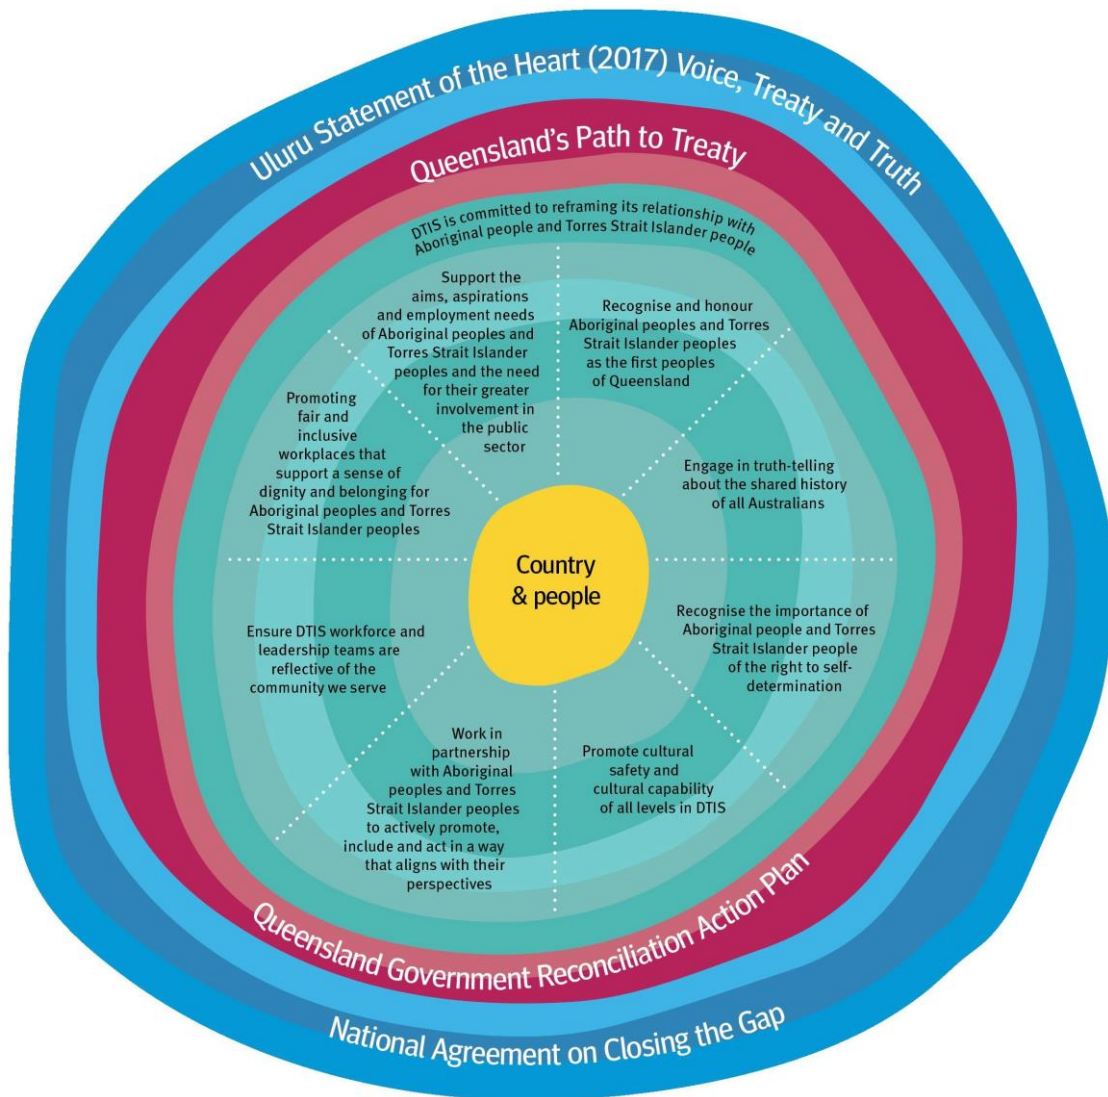 Uluru Statement of the Heart (2017) Voice, Treaty and Truth
Queensland's Path to Treaty
DTIS is committed to reframing its relationship with
Aboriginal people and Torres Strait Islander people
Support the
aims, aspirations
and employment needs
of Aboriginal peoples and
Torres Strait Islander
peoples and the need
for their greater
involvement in
the public
sector
Recognise and honour
Aboriginal peoples and Torres
Strait Islander peoples
as the first peoples
of Queensland
Promoting
fair and
inclusive
workplaces that
support a sense of
dignity and belonging for
Aboriginal peoples and Torres
Strait Islander peoples
Engage in truth-telling
about the shared history
of all Australians
Country
& people
Ensure DTIS workforce and
leadership teams are
reflective of the
community we serve
Recognise the importance of
Aboriginal people and Torres
Strait Islander people
of the right to self-
determination
Work in
partnership
with Aboriginal
peoples and Torres
Strait Islander peoples
to actively promote,
include and act in a way
that aligns with their
perspectives
Promote cultural
safety and
cultural capability
of all levels in DTIS
Queensland Government Reconciliation Action Plan
National Agreement on Closing the Gap